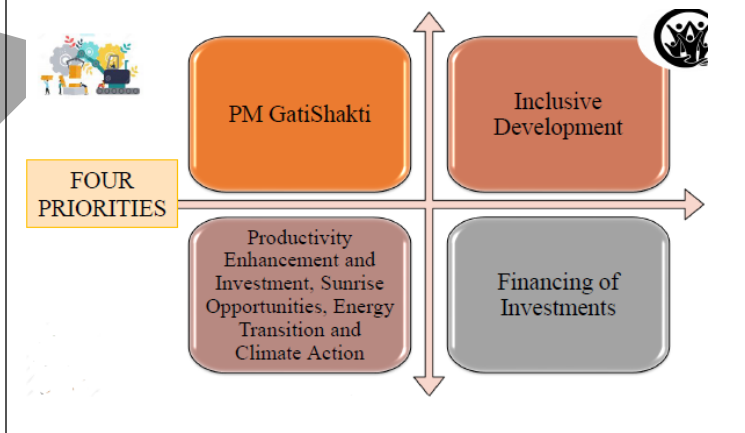 PM GatiShakti
Inclusive
Development
FOUR
PRIORITIES
Productivity
Enhancement and
Investment, Sunrise
Opportunities, Energy
Transition and
Climate Action
Financing of
Investments